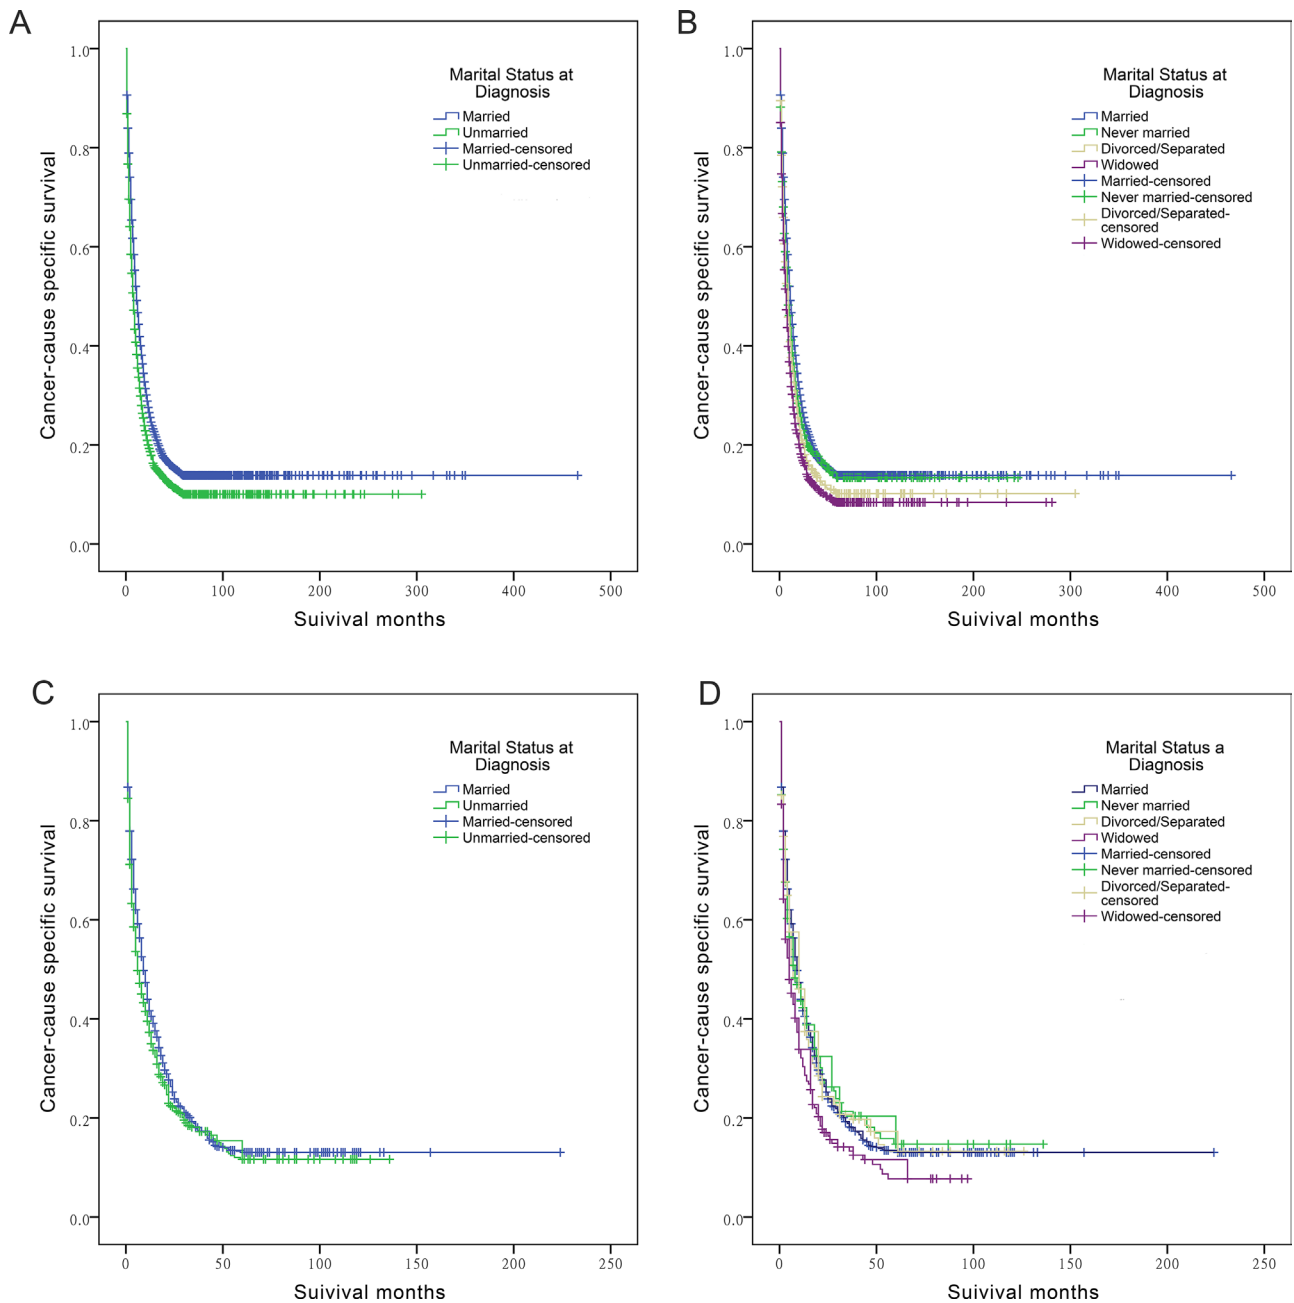 A
Cancer-cause specific survival
1.0
0.8
0.6
0.4
0.2
0.0
Marital Status at
Diagnosis
Married
Unmarried
Married-censored
Unmarried-censored
0 100 200 300 400 500
Suivival months
B
Cancer-cause specific survival
1.0
0.8
0.6
0.4
0.2
0.0
Marital Status at
Diagnosis
Married
Never married
Divorced/Separated
Widowed
Married-censored
Never married-censored
Divorced/Separated-
censored
Widowed-censored
0 100 200 300 400 500
Suivival months
C
Cancer-cause specific survival
1.0
0.8
0.6
0.4
0.2
0.0
Marital Status at
Diagnosis
Married
Unmarried
Married-censored
Unmarried-censored
0 50 100 150 200 250
Suivival months
D
Cancer-cause specific survival
1.0
0.8
0.6
0.4
0.2
0.0
Marital Status a
Diagnosis
Married
Never married
Divorced/Separated
Widowed
Married-censored
Never married-censored
Divorced/Separated-
censored
Widowed-censored
0 50 100 150 200 250
Suivival months